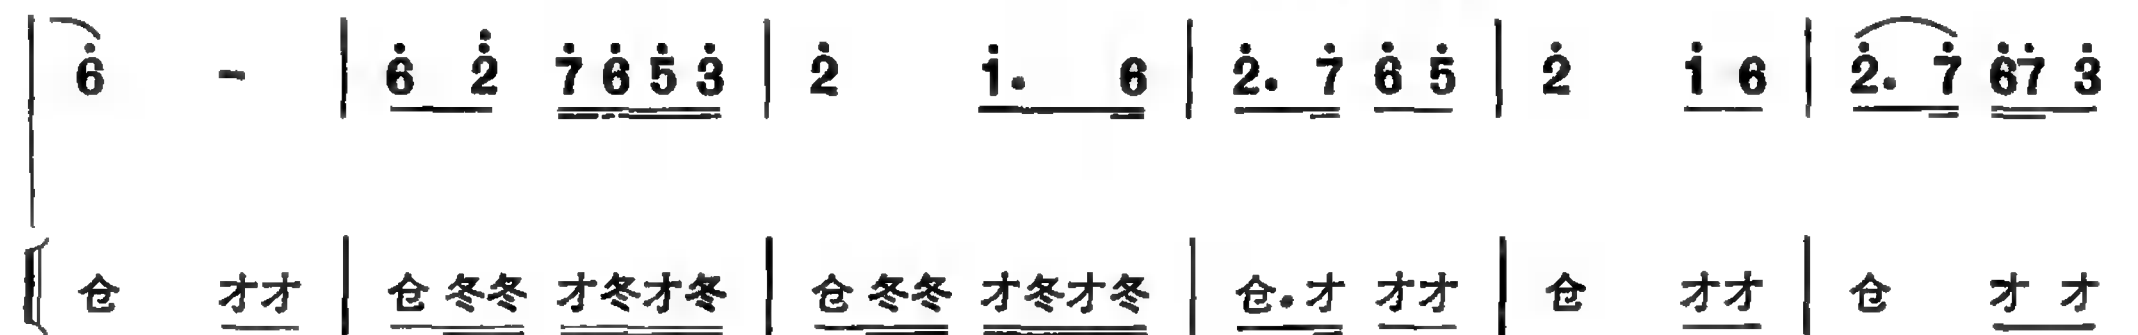 6̇ - | 6̇ 2̈ 7̇ 6̇ 5̇ 3̇ | 2̇ 1̇. 6 | 2̇. 7̇ 6̇ 5̇ | 2̇ 1̇ 6 | 2̇. 7̇ 6̇7̇ 3̇
仓 才才 | 仓 冬冬 才冬才冬 | 仓 冬冬 才冬才冬 | 仓.才 才才 | 仓 才才 | 仓 才 才